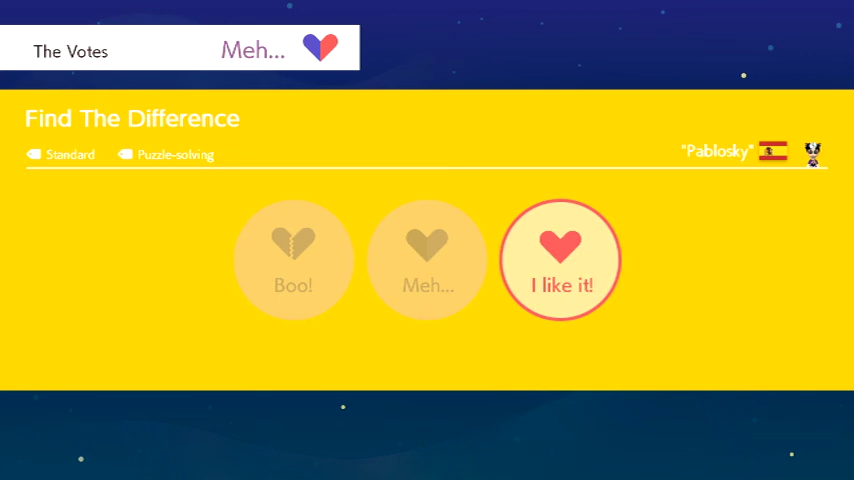 The Votes Meh...
Find The Difference
Standard Puzzle-solving "Pablosky"
Boo! Meh... I like it!